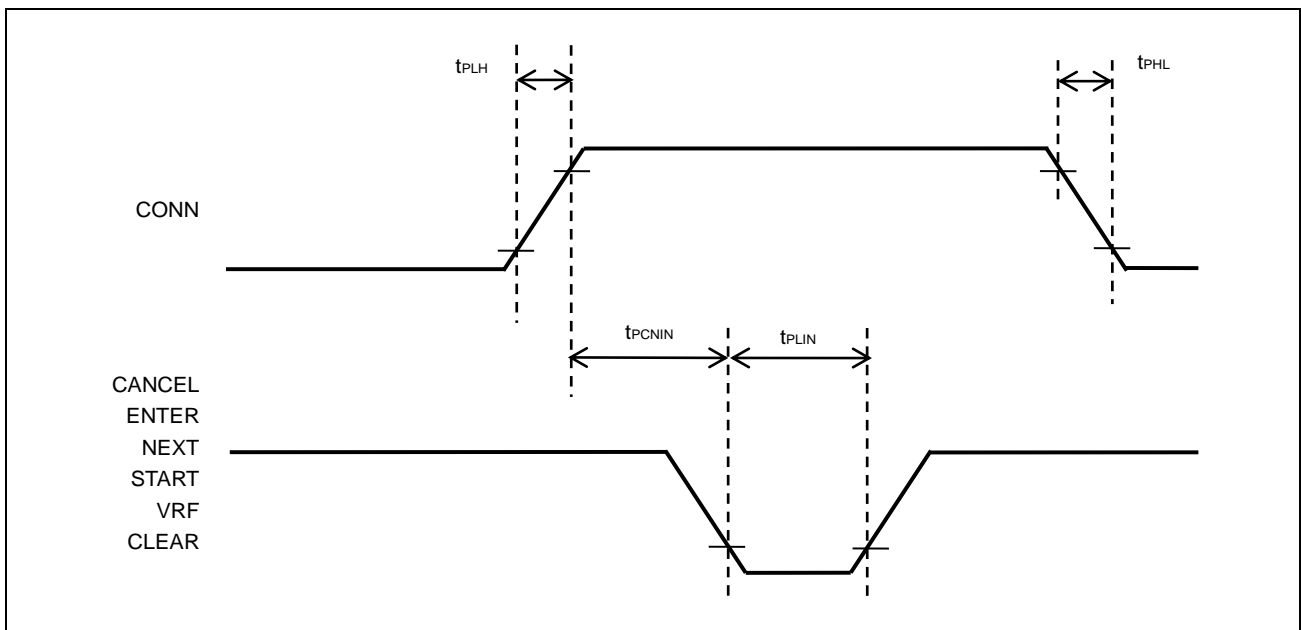 tPLH
tPHL
CONN
tPCNIN
tPLIN
CANCEL
ENTER
NEXT
START
VRF
CLEAR